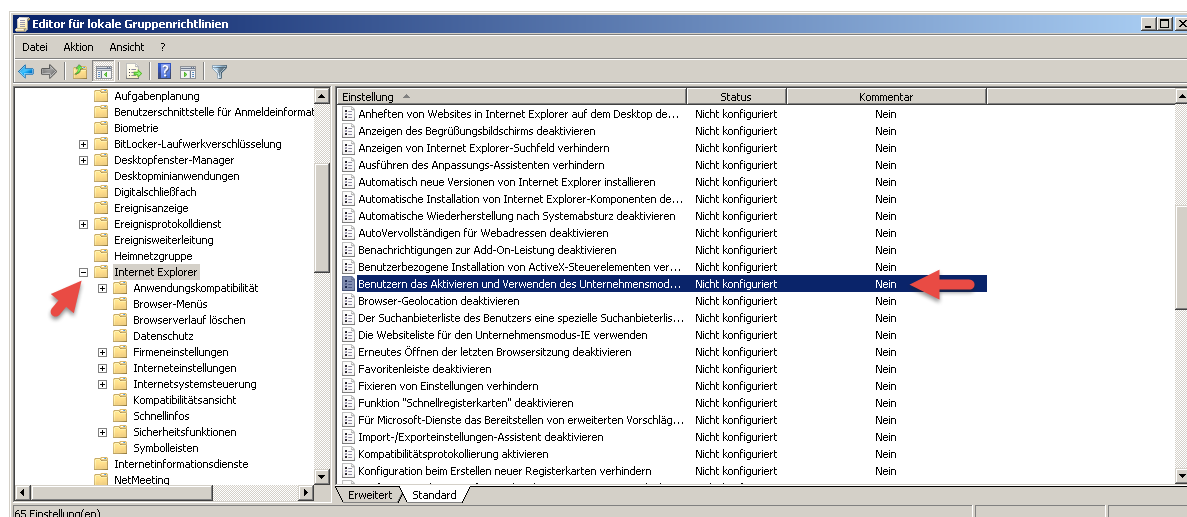 Editor für lokale Gruppenrichtlinien
Datei Aktion Ansicht ?
Aufgabenplanung
Benutzerschnittstelle für Anmeldeinformat
Biometrie
BitLocker-Laufwerkverschlüsselung
Desktopfenster-Manager
Desktopminianwendungen
Digitalschließfach
Ereignisanzeige
Ereignisprotokolldienst
Ereignisweiterleitung
Heimnetzgruppe
Internet Explorer
Anwendungskompatibilität
Browser-Menüs
Browserverlauf löschen
Datenschutz
Firmeneinstellungen
Interneteinstellungen
Internetsystemsteuerung
Kompatibilitätsansicht
Schnellinfos
Sicherheitsfunktionen
Symbolleisten
Internetinformationsdienste
NetMeeting
Einstellung Status Kommentar
Anheften von Websites in Internet Explorer auf dem Desktop de... Nicht konfiguriert Nein
Anzeigen des Begrüßungsbildschirms deaktivieren Nicht konfiguriert Nein
Anzeigen von Internet Explorer-Suchfeld verhindern Nicht konfiguriert Nein
Ausführen des Anpassungs-Assistenten verhindern Nicht konfiguriert Nein
Automatisch neue Versionen von Internet Explorer installieren Nicht konfiguriert Nein
Automatische Installation von Internet Explorer-Komponenten de... Nicht konfiguriert Nein
Automatische Wiederherstellung nach Systemabsturz deaktivieren Nicht konfiguriert Nein
AutoVervollständigen für Webadressen deaktivieren Nicht konfiguriert Nein
Benachrichtigungen zur Add-On-Leistung deaktivieren Nicht konfiguriert Nein
Benutzerbezogene Installation von ActiveX-Steuerelementen ver... Nicht konfiguriert Nein
Benutzern das Aktivieren und Verwenden des Unternehmensmod... Nicht konfiguriert Nein
Browser-Geolocation deaktivieren Nicht konfiguriert Nein
Der Suchanbieterliste des Benutzers eine spezielle Suchanbieterlis... Nicht konfiguriert Nein
Die Websiteliste für den Unternehmensmodus-IE verwenden Nicht konfiguriert Nein
Erneutes Öffnen der letzten Browsersitzung deaktivieren Nicht konfiguriert Nein
Favoritenleiste deaktivieren Nicht konfiguriert Nein
Fixieren von Einstellungen verhindern Nicht konfiguriert Nein
Funktion "Schnellregisterkarten" deaktivieren Nicht konfiguriert Nein
Für Microsoft-Dienste das Bereitstellen von erweiterten Vorschläg... Nicht konfiguriert Nein
Import-/Exporteinstellungen-Assistent deaktivieren Nicht konfiguriert Nein
Kompatibilitätsprotokollierung aktivieren Nicht konfiguriert Nein
Konfiguration beim Erstellen neuer Registerkarten verhindern Nicht konfiguriert Nein
Erweitert Standard
65 Einstellung(en)